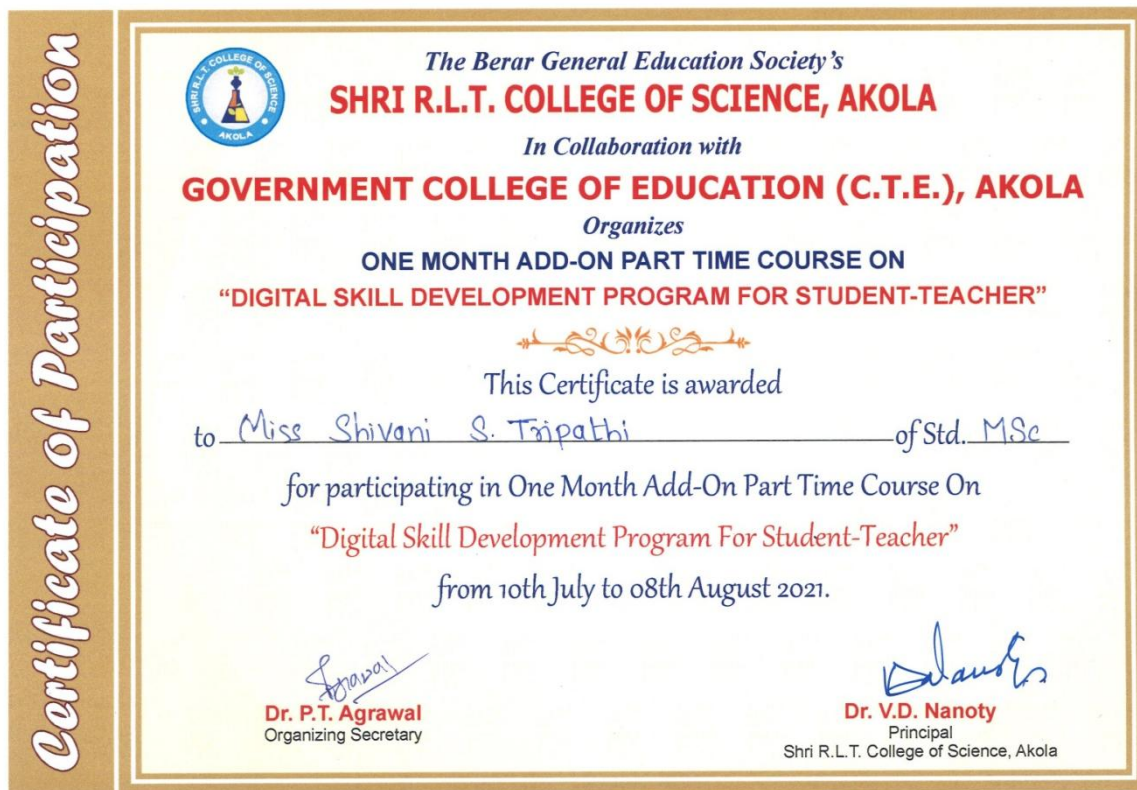 Certificate of Participation
SHRI R.L.T. COLLEGE OF SCIENCE
AKOLA
The Berar General Education Society's
SHRI R.L.T. COLLEGE OF SCIENCE, AKOLA
In Collaboration with
GOVERNMENT COLLEGE OF EDUCATION (C.T.E.), AKOLA
Organizes
ONE MONTH ADD-ON PART TIME COURSE ON
“DIGITAL SKILL DEVELOPMENT PROGRAM FOR STUDENT-TEACHER”
This Certificate is awarded
to Miss Shivani S. Tripathi of Std. MSc
for participating in One Month Add-On Part Time Course On
“Digital Skill Development Program For Student-Teacher”
from 10th July to 08th August 2021.
Dr. P.T. Agrawal
Organizing Secretary
Dr. V.D. Nanoty
Principal
Shri R.L.T. College of Science, Akola